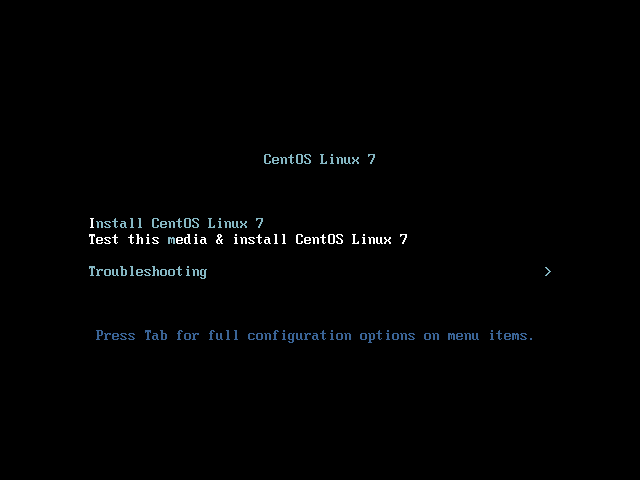 CentOS Linux 7
Install CentOS Linux 7
Test this media & install CentOS Linux 7
Troubleshooting >
Press Tab for full configuration options on menu items.